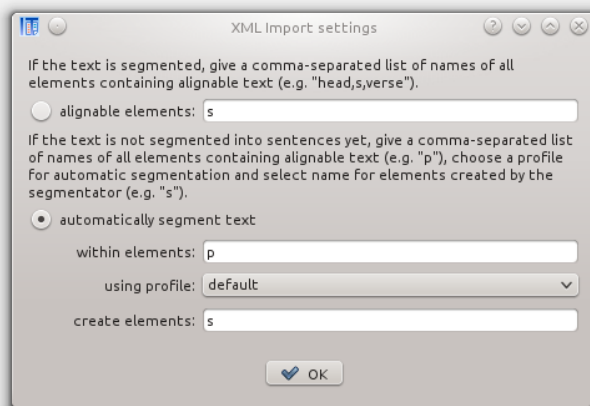 XML Import settings
If the text is segmented, give a comma-separated list of names of all
elements containing alignable text (e.g. "head,s,verse").
alignable elements: s
If the text is not segmented into sentences yet, give a comma-separated list
of names of all elements containing alignable text (e.g. "p"), choose a profile
for automatic segmentation and select name for elements created by the
segmentator (e.g. "s").
automatically segment text
within elements: p
using profile: default
create elements: s
OK